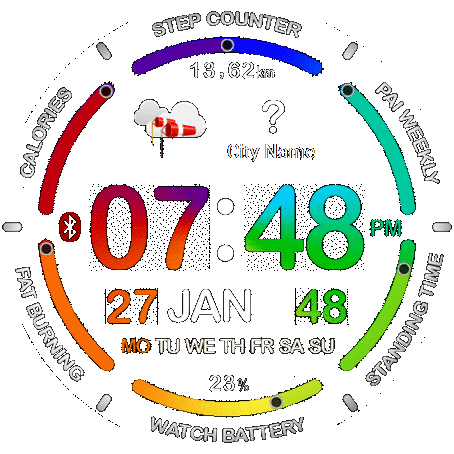 STEP COUNTER
13,62km
CALORIES
PAI WEEKLY
?
City Name
07:48 PM
27 JAN 48
MO TU WE TH FR SA SU
FAT BURNING
STANDING TIME
23%
WATCH BATTERY